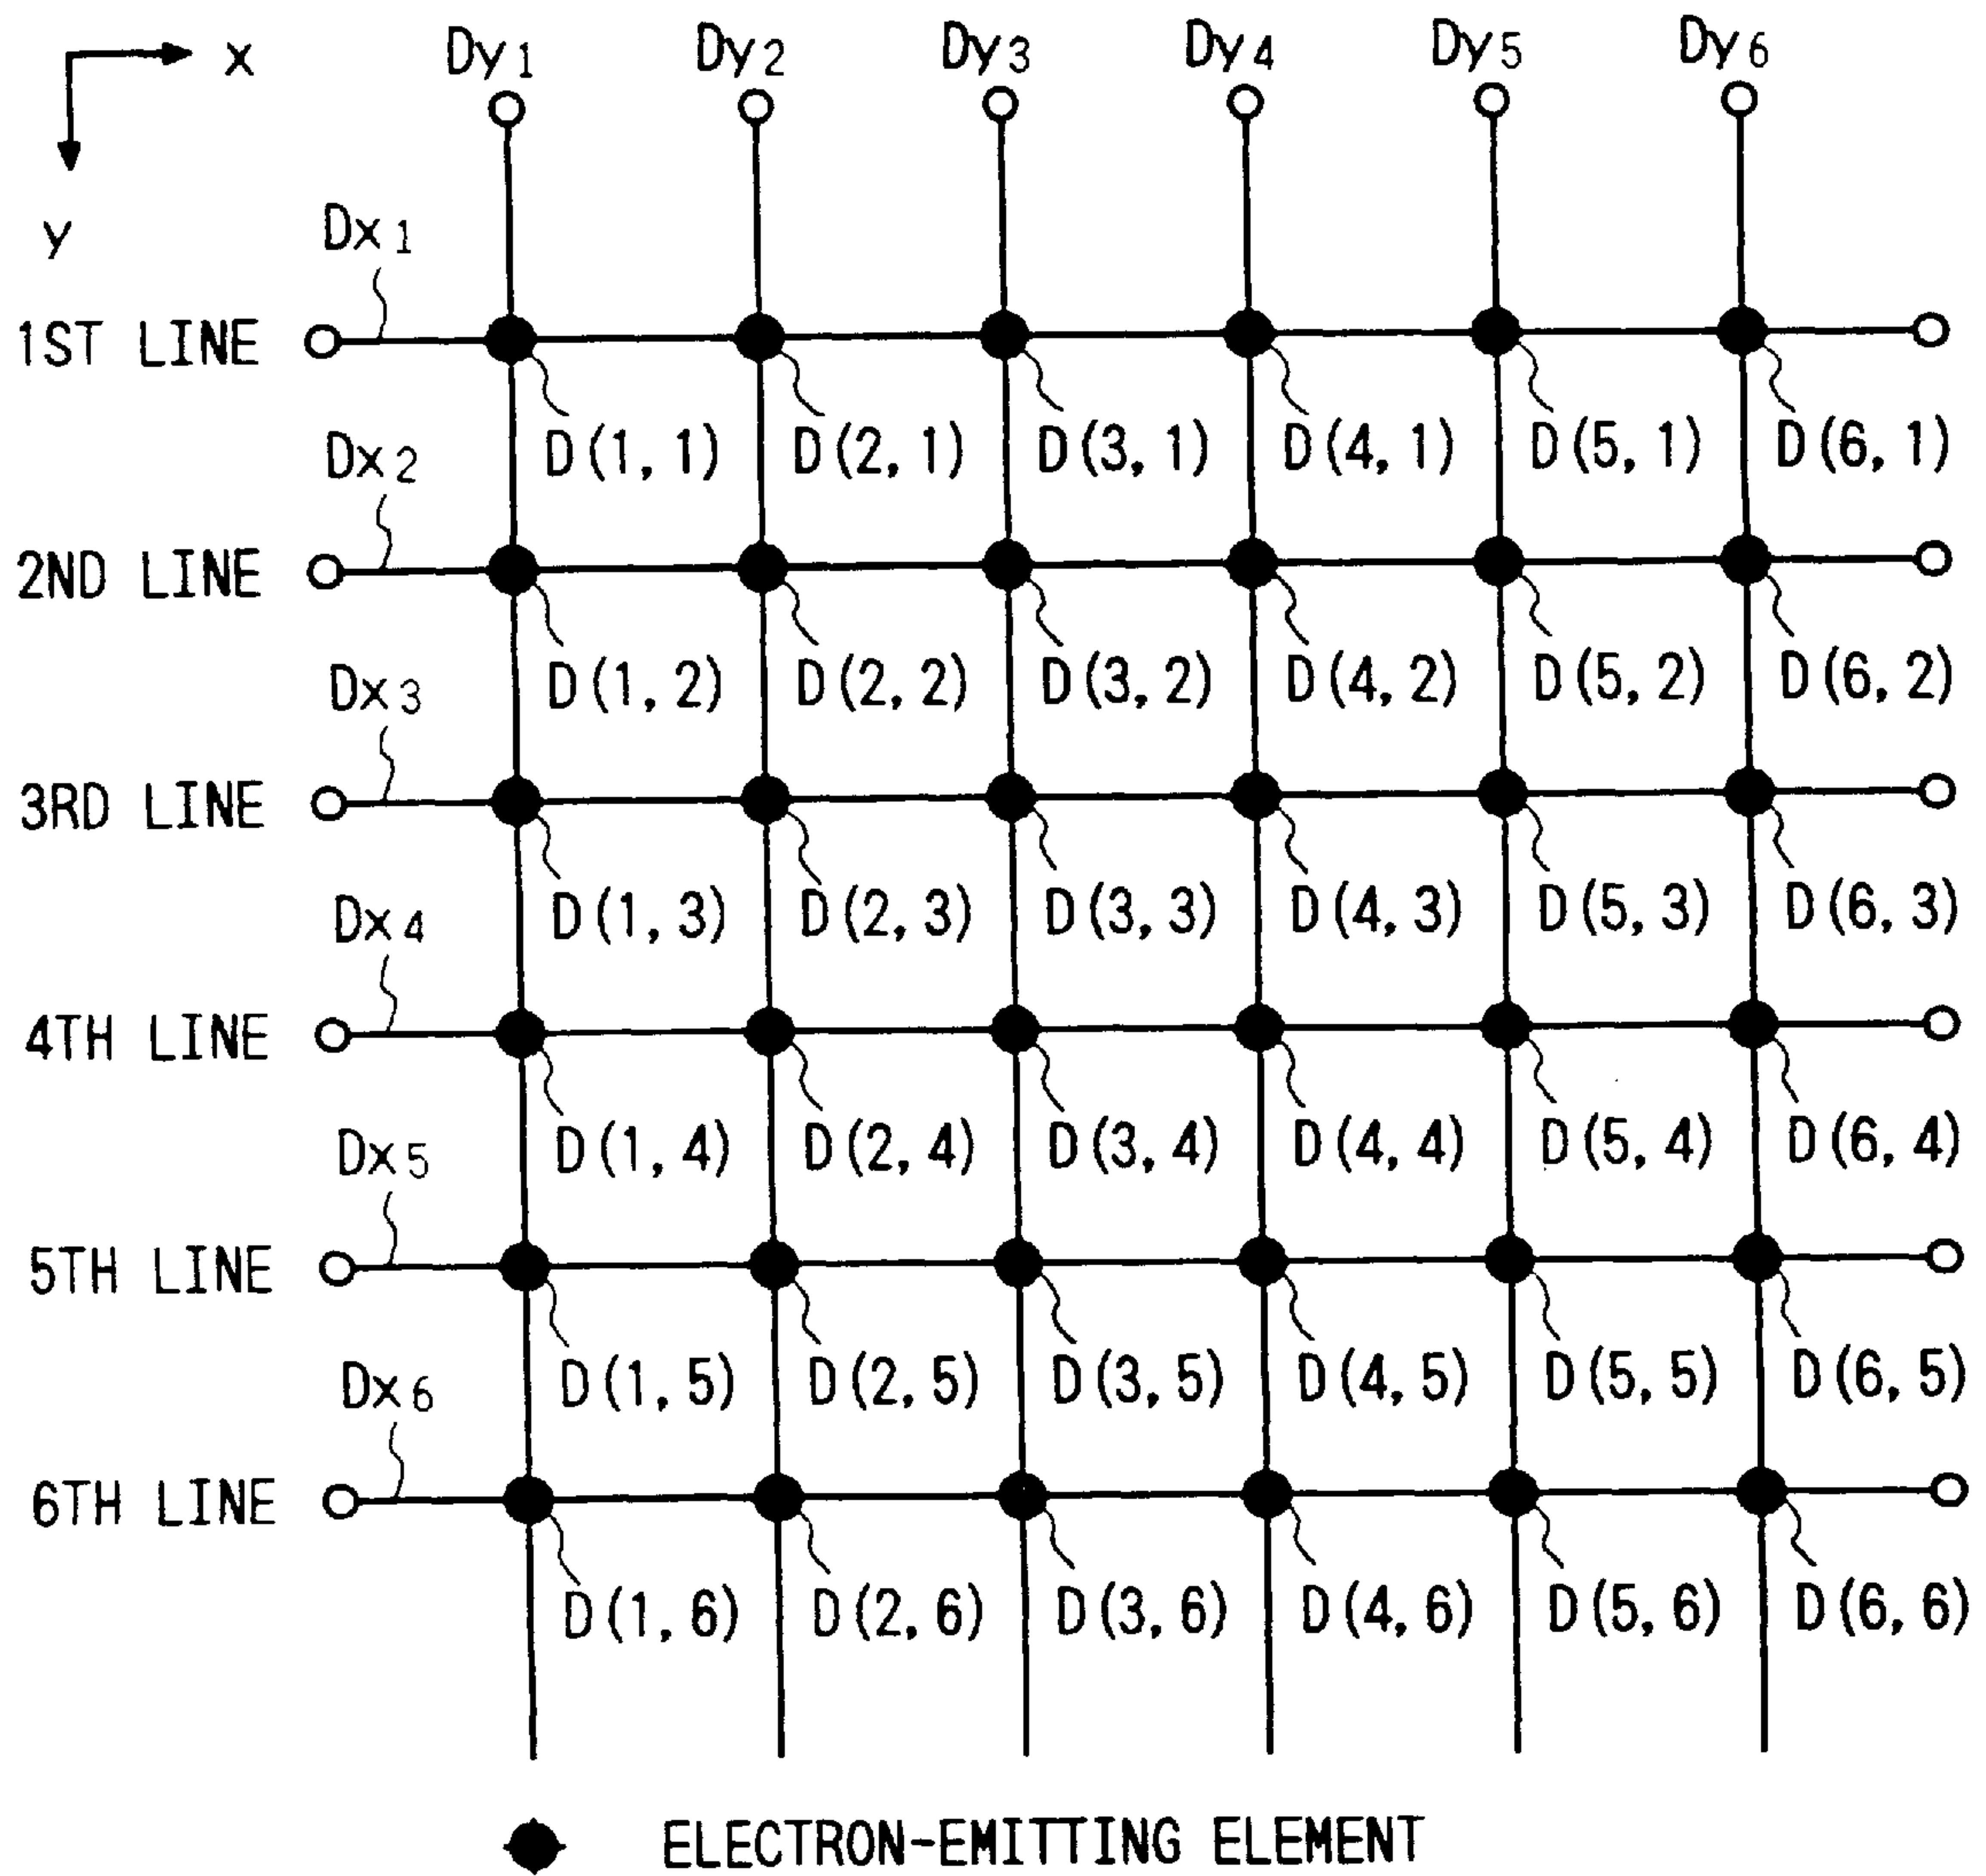 x Dy1 Dy2 Dy3 Dy4 Dy5 Dy6
y
Dx1
1ST LINE
D(1, 1) D(2, 1) D(3, 1) D(4, 1) D(5, 1) D(6, 1)
Dx2
2ND LINE
D(1, 2) D(2, 2) D(3, 2) D(4, 2) D(5, 2) D(6, 2)
Dx3
3RD LINE
D(1, 3) D(2, 3) D(3, 3) D(4, 3) D(5, 3) D(6, 3)
Dx4
4TH LINE
D(1, 4) D(2, 4) D(3, 4) D(4, 4) D(5, 4) D(6, 4)
Dx5
5TH LINE
D(1, 5) D(2, 5) D(3, 5) D(4, 5) D(5, 5) D(6, 5)
Dx6
6TH LINE
D(1, 6) D(2, 6) D(3, 6) D(4, 6) D(5, 6) D(6, 6)
ELECTRON-EMITTING ELEMENT